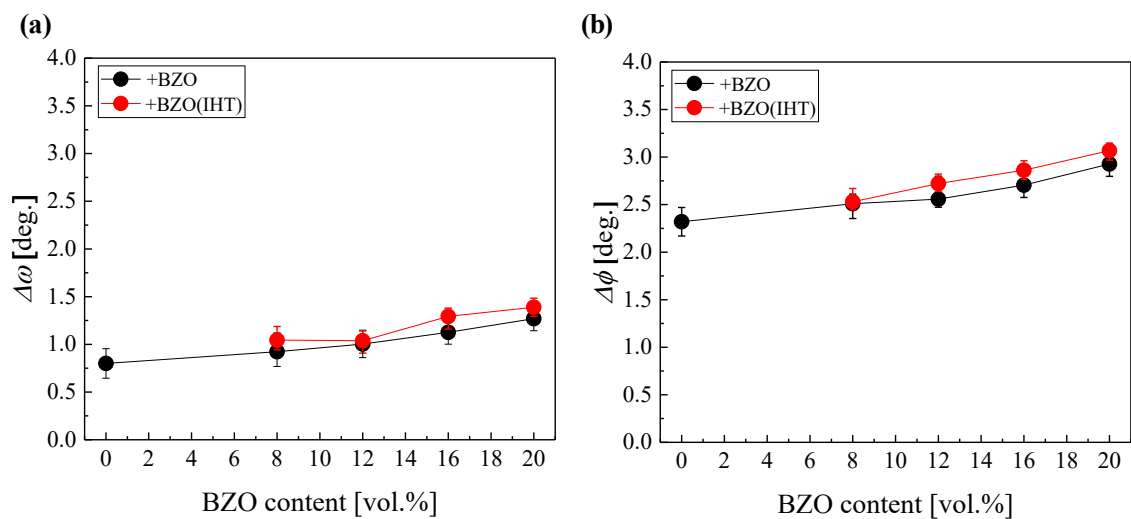 (a)
4.0
3.5
3.0
2.5
2.0
1.5
1.0
0.5
0.0
Δω [deg.]
+BZO
+BZO(IHT)
0 2 4 6 8 10 12 14 16 18 20
BZO content [vol.%]
(b)
4.0
3.5
3.0
2.5
2.0
1.5
1.0
0.5
0.0
Δϕ [deg.]
+BZO
+BZO(IHT)
0 2 4 6 8 10 12 14 16 18 20
BZO content [vol.%]